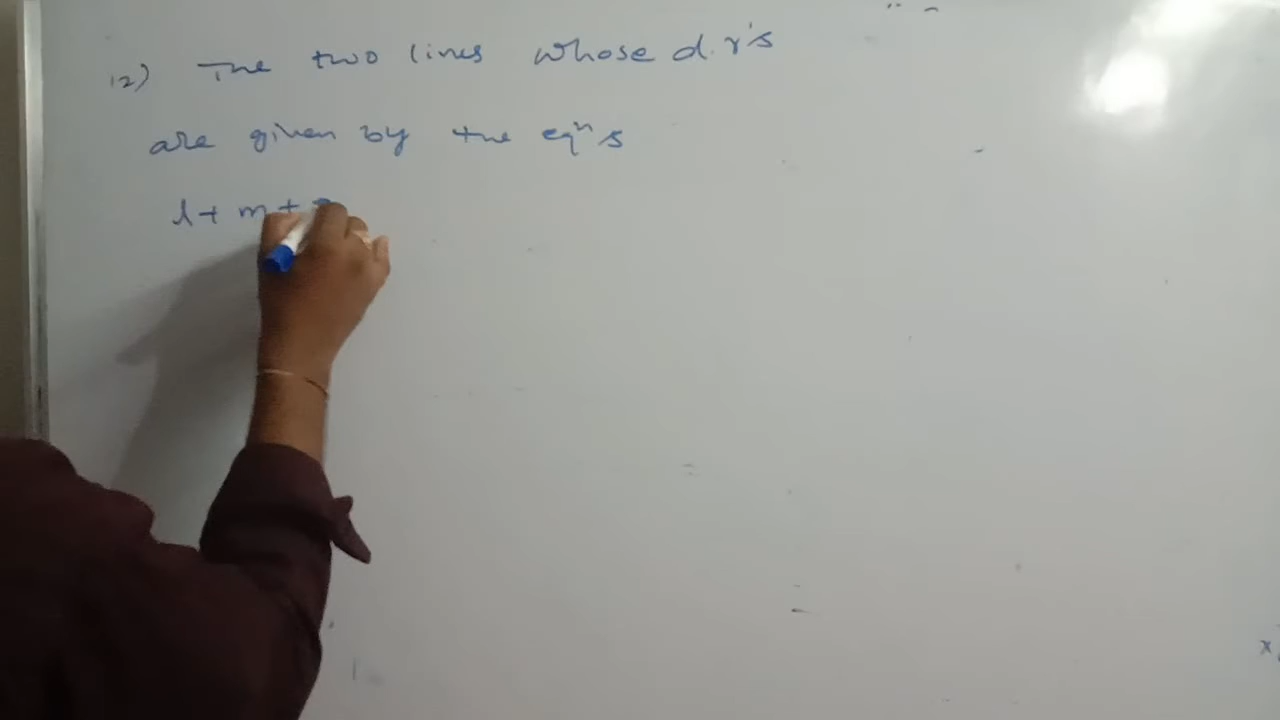 12) The two lines whose d.r's
are given by the eqⁿs
l + m +
x